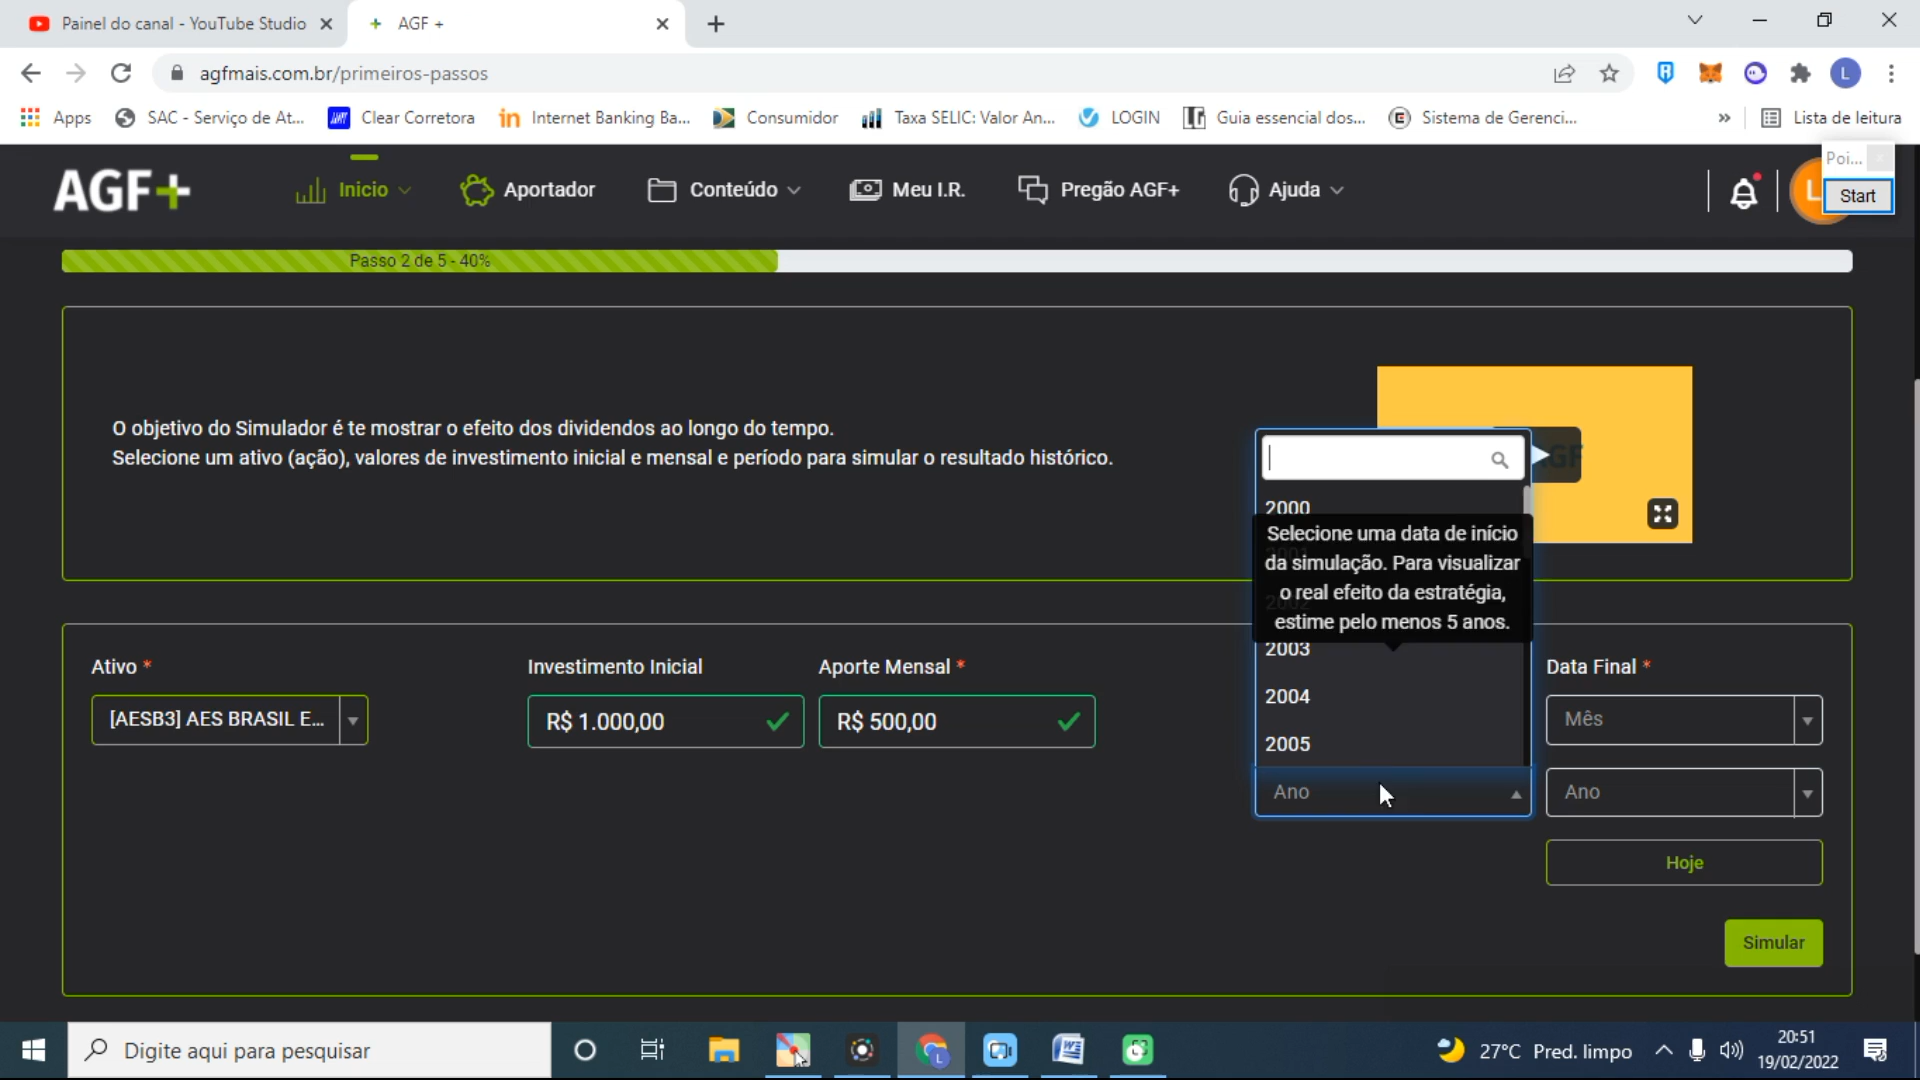 Painel do canal - YouTube Studio
AGF +
agfmais.com.br/primeiros-passos
L
Apps
SAC - Serviço de At...
Clear Corretora
Internet Banking Ba...
Consumidor
Taxa SELIC: Valor An...
LOGIN
Guia essencial dos...
Sistema de Gerenci...
»
Lista de leitura
Poi...
Start
AGF+
Inicio
Aportador
Conteúdo
Meu I.R.
Pregão AGF+
Ajuda
L
Passo 2 de 5 - 40%
O objetivo do Simulador é te mostrar o efeito dos dividendos ao longo do tempo.
Selecione um ativo (ação), valores de investimento inicial e mensal e período para simular o resultado histórico.
AGF
2000
Selecione uma data de início
da simulação. Para visualizar
o real efeito da estratégia,
estime pelo menos 5 anos.
2001
2002
2003
2004
2005
Ano
Ativo *
[AESB3] AES BRASIL E...
Investimento Inicial
R$ 1.000,00
Aporte Mensal *
R$ 500,00
Data Final *
Mês
Ano
Hoje
Simular
Digite aqui para pesquisar
27°C Pred. limpo
20:51
19/02/2022